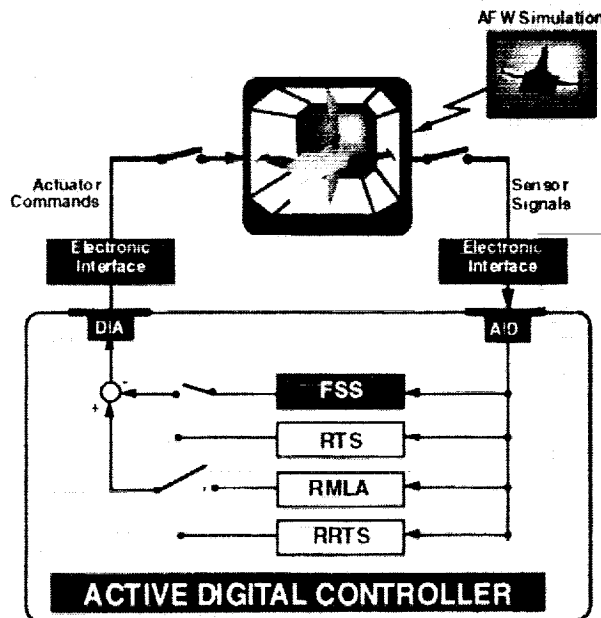 AFW Simulation
Actuator
Commands
Sensor
Signals
Electronic
Interface
Electronic
Interface
D/A
A/D
-
+
FSS
RTS
RMLA
RRTS
ACTIVE DIGITAL CONTROLLER